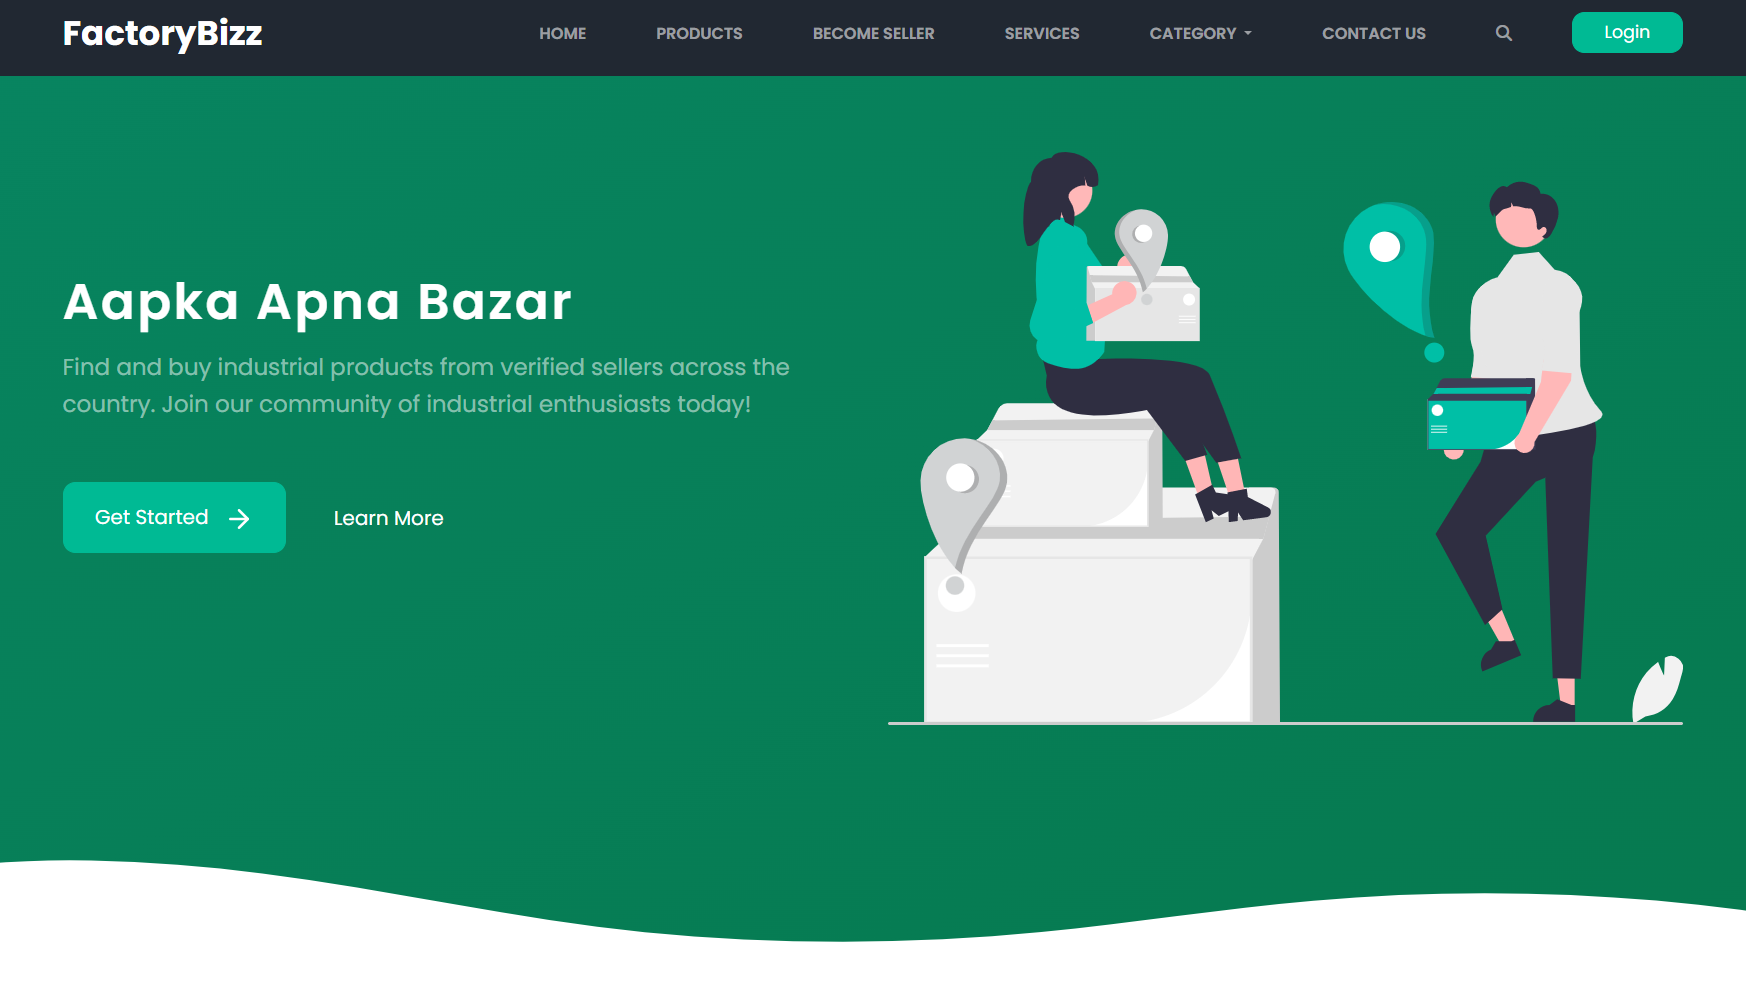 FactoryBizz
HOME
PRODUCTS
BECOME SELLER
SERVICES
CATEGORY
CONTACT US
Login
Aapka Apna Bazar
Find and buy industrial products from verified sellers across the
country. Join our community of industrial enthusiasts today!
Get Started
Learn More